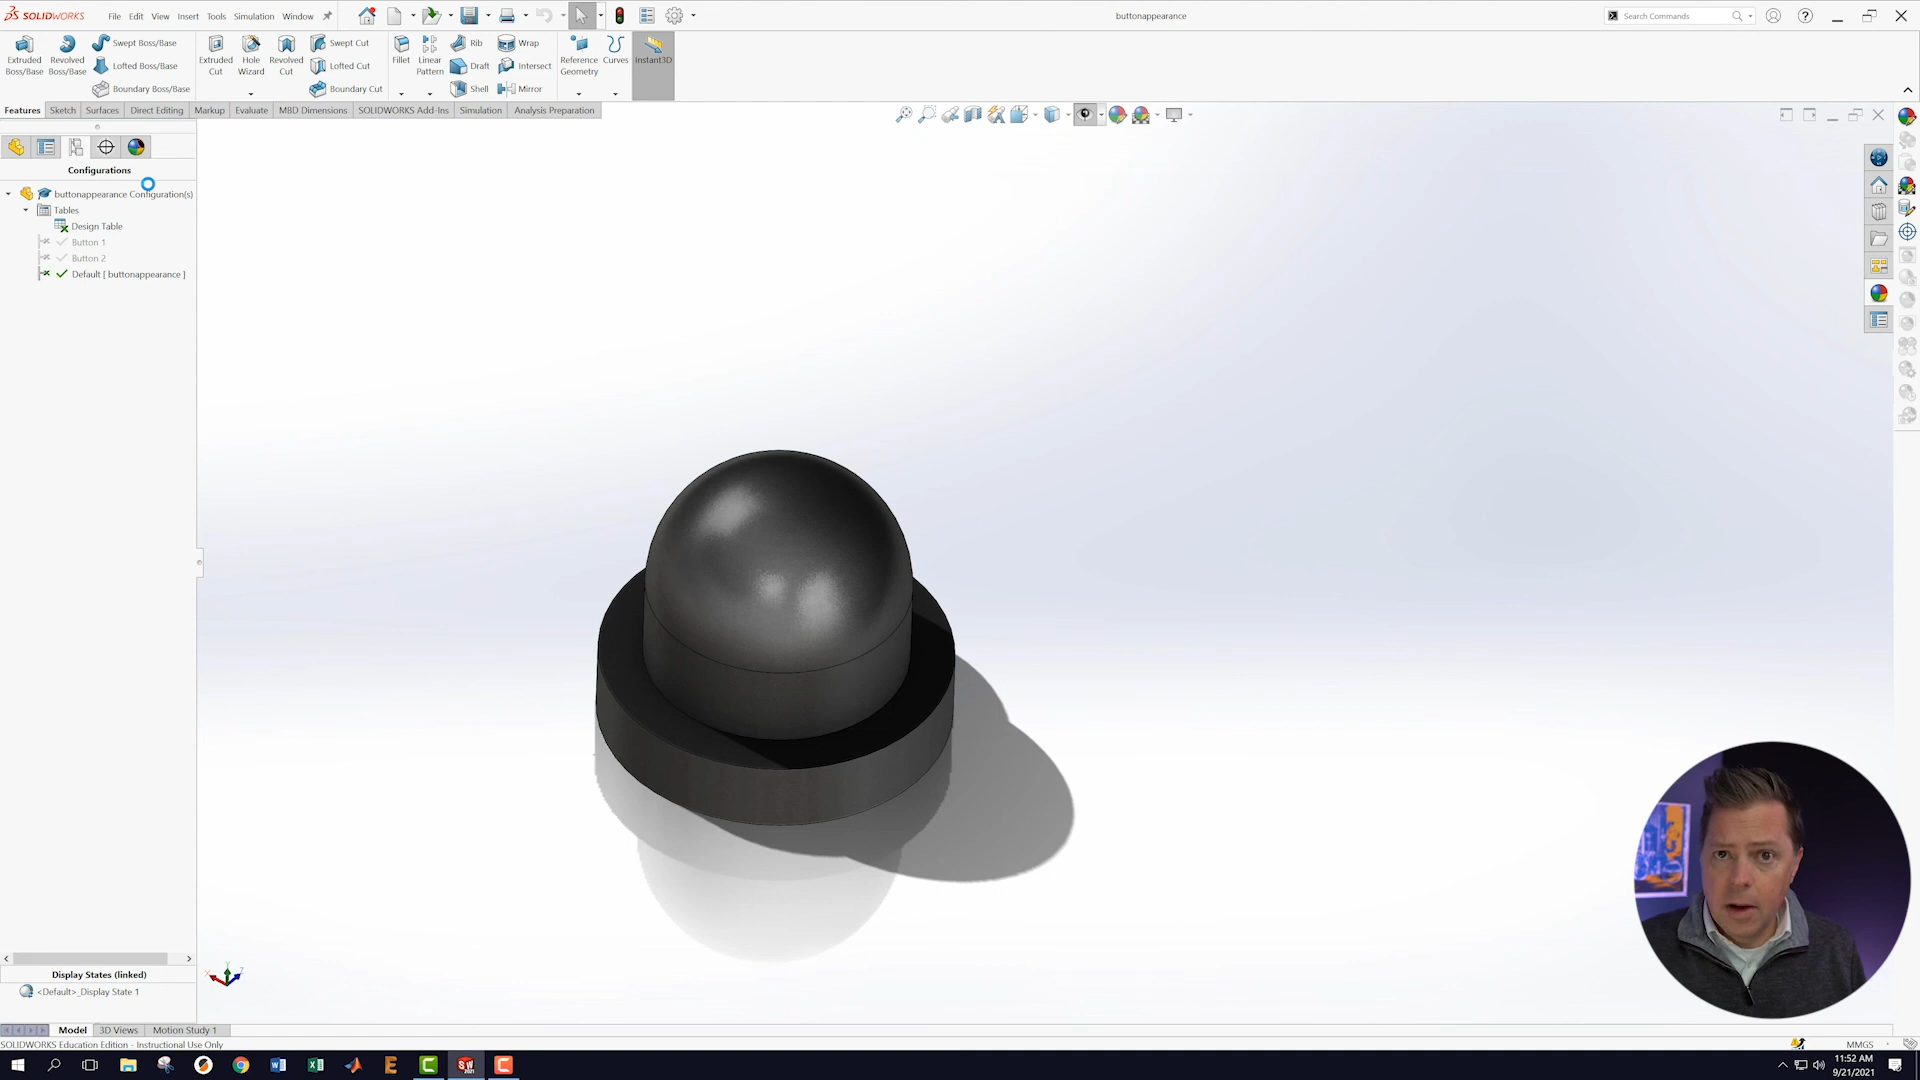 SOLIDWORKS File Edit View Insert Tools Simulation Window buttonappearance Search Commands
Extruded Boss/Base
Revolved Boss/Base
Swept Boss/Base
Lofted Boss/Base
Boundary Boss/Base
Extruded Cut
Hole Wizard
Revolved Cut
Swept Cut
Lofted Cut
Boundary Cut
Fillet
Linear Pattern
Rib
Draft
Shell
Wrap
Intersect
Mirror
Reference Geometry
Curves
Instant3D
Features Sketch Surfaces Direct Editing Markup Evaluate MBD Dimensions SOLIDWORKS Add-Ins Simulation Analysis Preparation
Configurations
buttonappearance Configuration(s)
Tables
Design Table
Button 1
Button 2
Default [ buttonappearance ]
Display States (linked)
<Default>_Display State 1
Model 3D Views Motion Study 1
SOLIDWORKS Education Edition - Instructional Use Only
MMGS
11:52 AM
9/21/2021